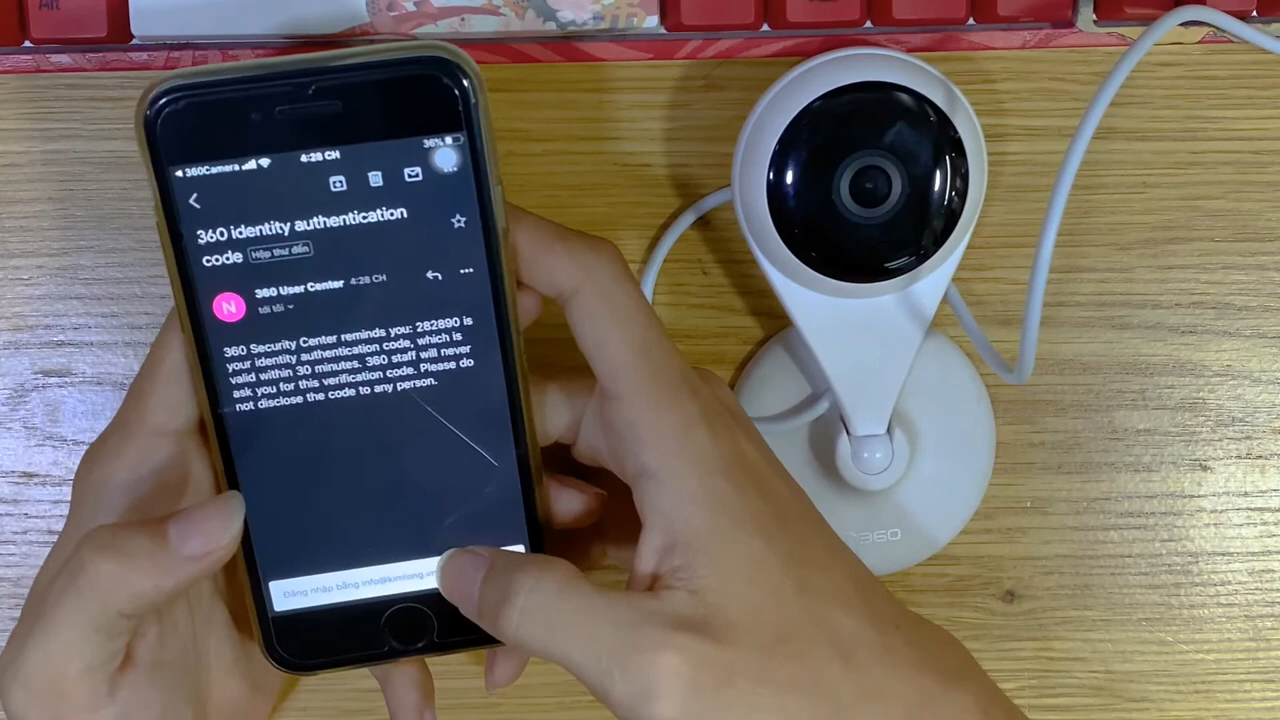 Alt
360Camera
4:28 CH
36%
360 identity authentication
code Hộp thư đến
N
360 User Center 4:28 CH
tới tôi
360 Security Center reminds you: 282890 is
your identity authentication code, which is
valid within 30 minutes. 360 staff will never
ask you for this verification code. Please do
not disclose the code to any person.
Đăng nhập bằng info@kimlong.vn
360